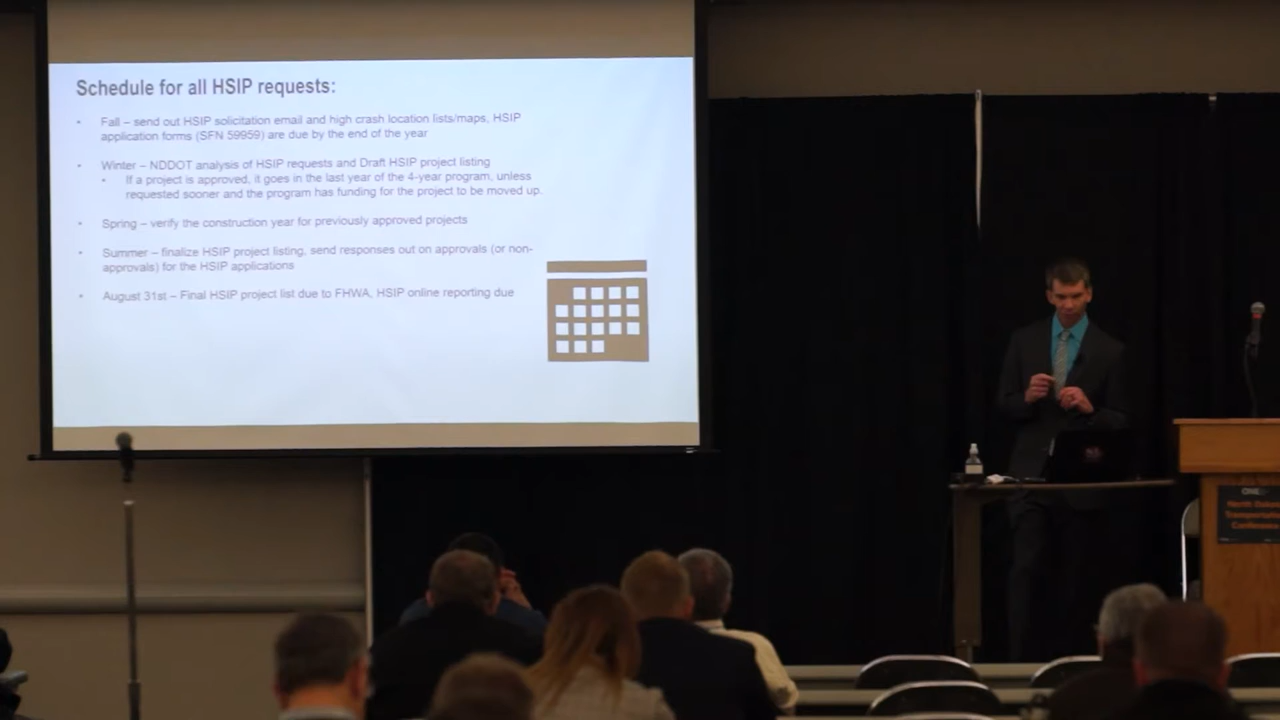 Schedule for all HSIP requests:
• Fall – send out HSIP solicitation email and high crash location lists/maps, HSIP
application forms (SFN 59959) are due by the end of the year
• Winter – NDDOT analysis of HSIP requests and Draft HSIP project listing
• If a project is approved, it goes in the last year of the 4-year program, unless
requested sooner and the program has funding for the project to be moved up.
• Spring – verify the construction year for previously approved projects
• Summer – finalize HSIP project listing, send responses out on approvals (or non-
approvals) for the HSIP applications
• August 31st – Final HSIP project list due to FHWA, HSIP online reporting due
North Dakota
Transportation
Conference